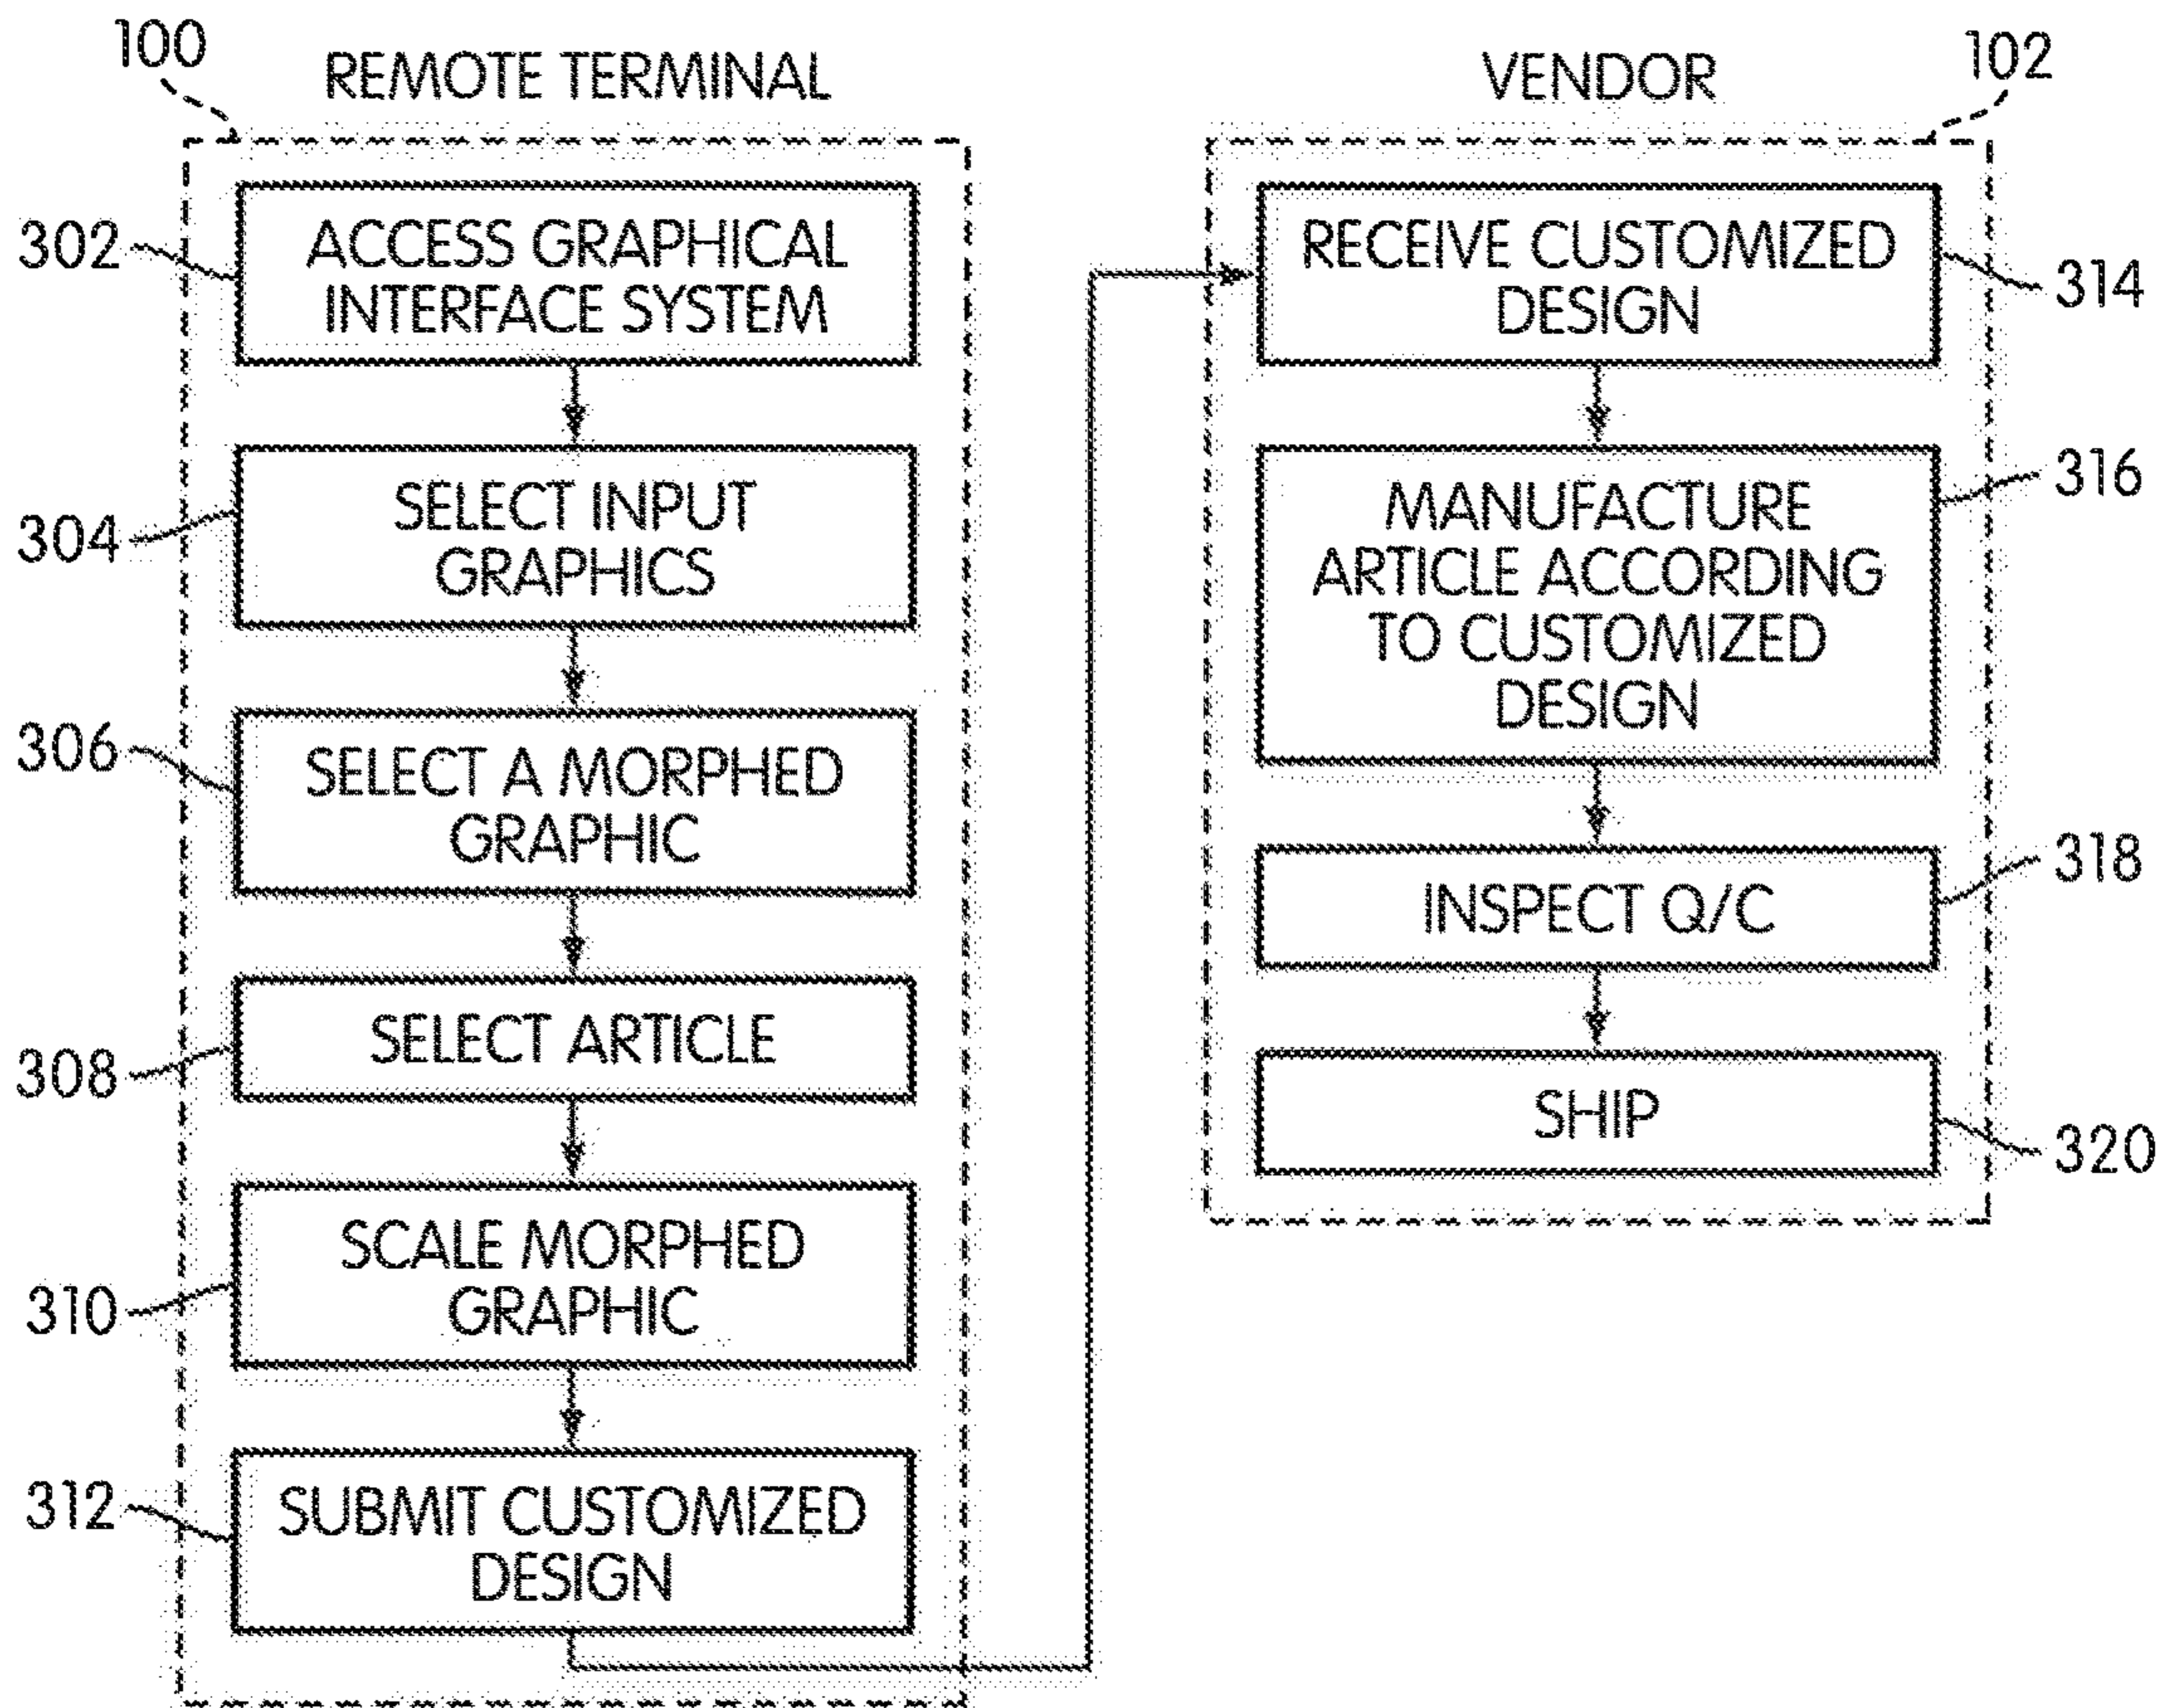 100
REMOTE TERMINAL
302
ACCESS GRAPHICAL
INTERFACE SYSTEM
304
SELECT INPUT
GRAPHICS
306
SELECT A MORPHED
GRAPHIC
308
SELECT ARTICLE
310
SCALE MORPHED
GRAPHIC
312
SUBMIT CUSTOMIZED
DESIGN
VENDOR
102
RECEIVE CUSTOMIZED
DESIGN
314
MANUFACTURE
ARTICLE ACCORDING
TO CUSTOMIZED
DESIGN
316
INSPECT Q/C
318
SHIP
320